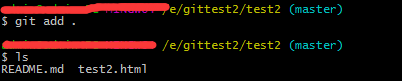 /e/gittest2/test2 (master)
$ git add .
/e/gittest2/test2 (master)
$ ls
README.md test2.html